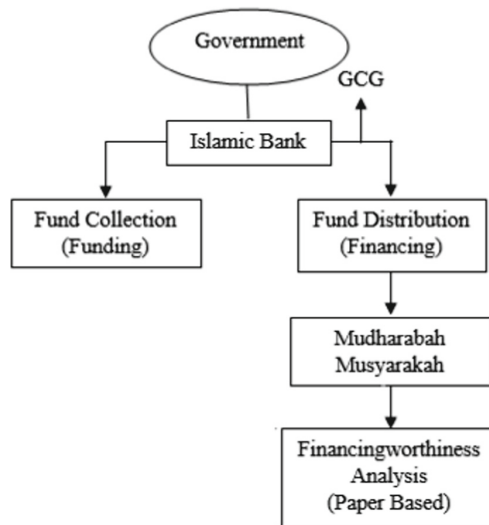 Government
GCG
Islamic Bank
Fund Collection
(Funding)
Fund Distribution
(Financing)
Mudharabah
Musyarakah
Financingworthiness
Analysis
(Paper Based)